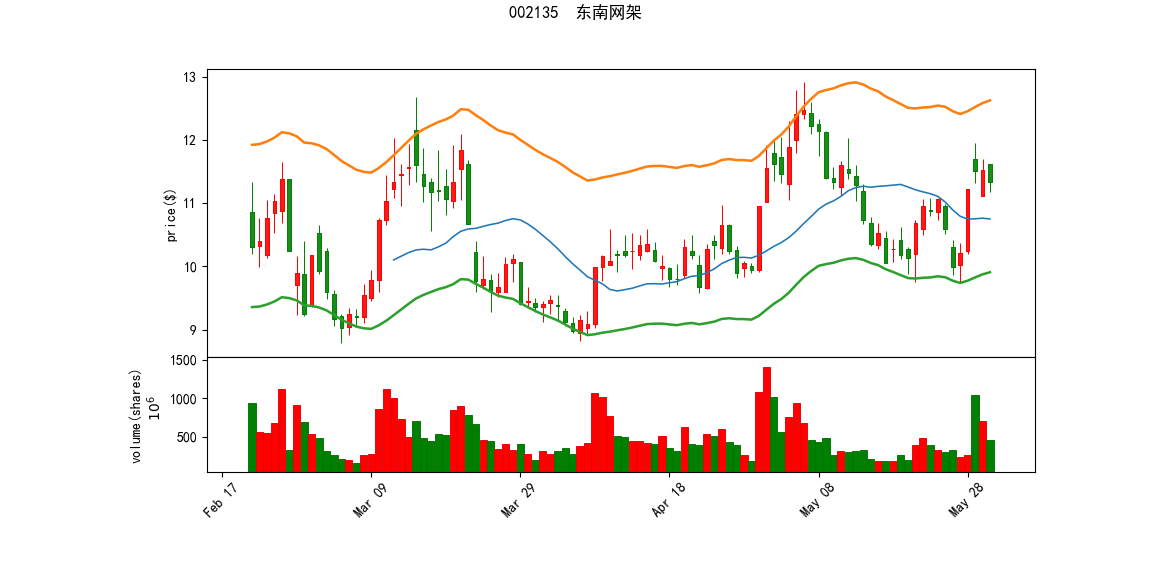 002135  东南网架
price($)
13
12
11
10
9
volume(shares)
10^6
1500
1000
500
Feb 17
Mar 09
Mar 29
Apr 18
May 08
May 28